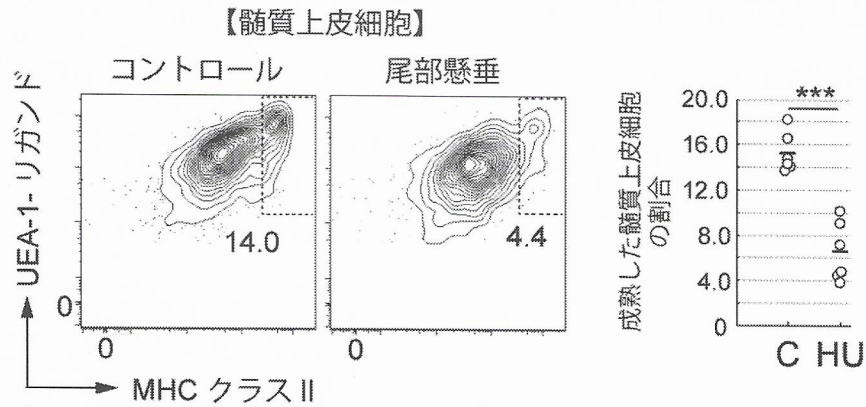 【髄質上皮細胞】
コントロール
尾部懸垂
UEA-1- リガンド
14.0
4.4
0
0
0
MHC クラス II
成熟した髄質上皮細胞
の割合
***
20.0
16.0
12.0
8.0
4.0
0
C HU